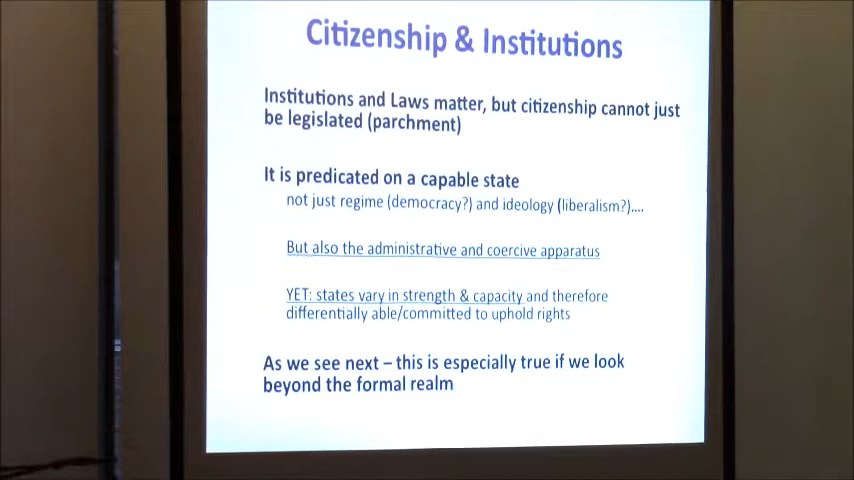 Citizenship & Institutions
Institutions and Laws matter, but citizenship cannot just
be legislated (parchment)
It is predicated on a capable state
not just regime (democracy?) and ideology (liberalism?)....
But also the administrative and coercive apparatus
YET: states vary in strength & capacity and therefore
differentially able/committed to uphold rights
As we see next – this is especially true if we look
beyond the formal realm